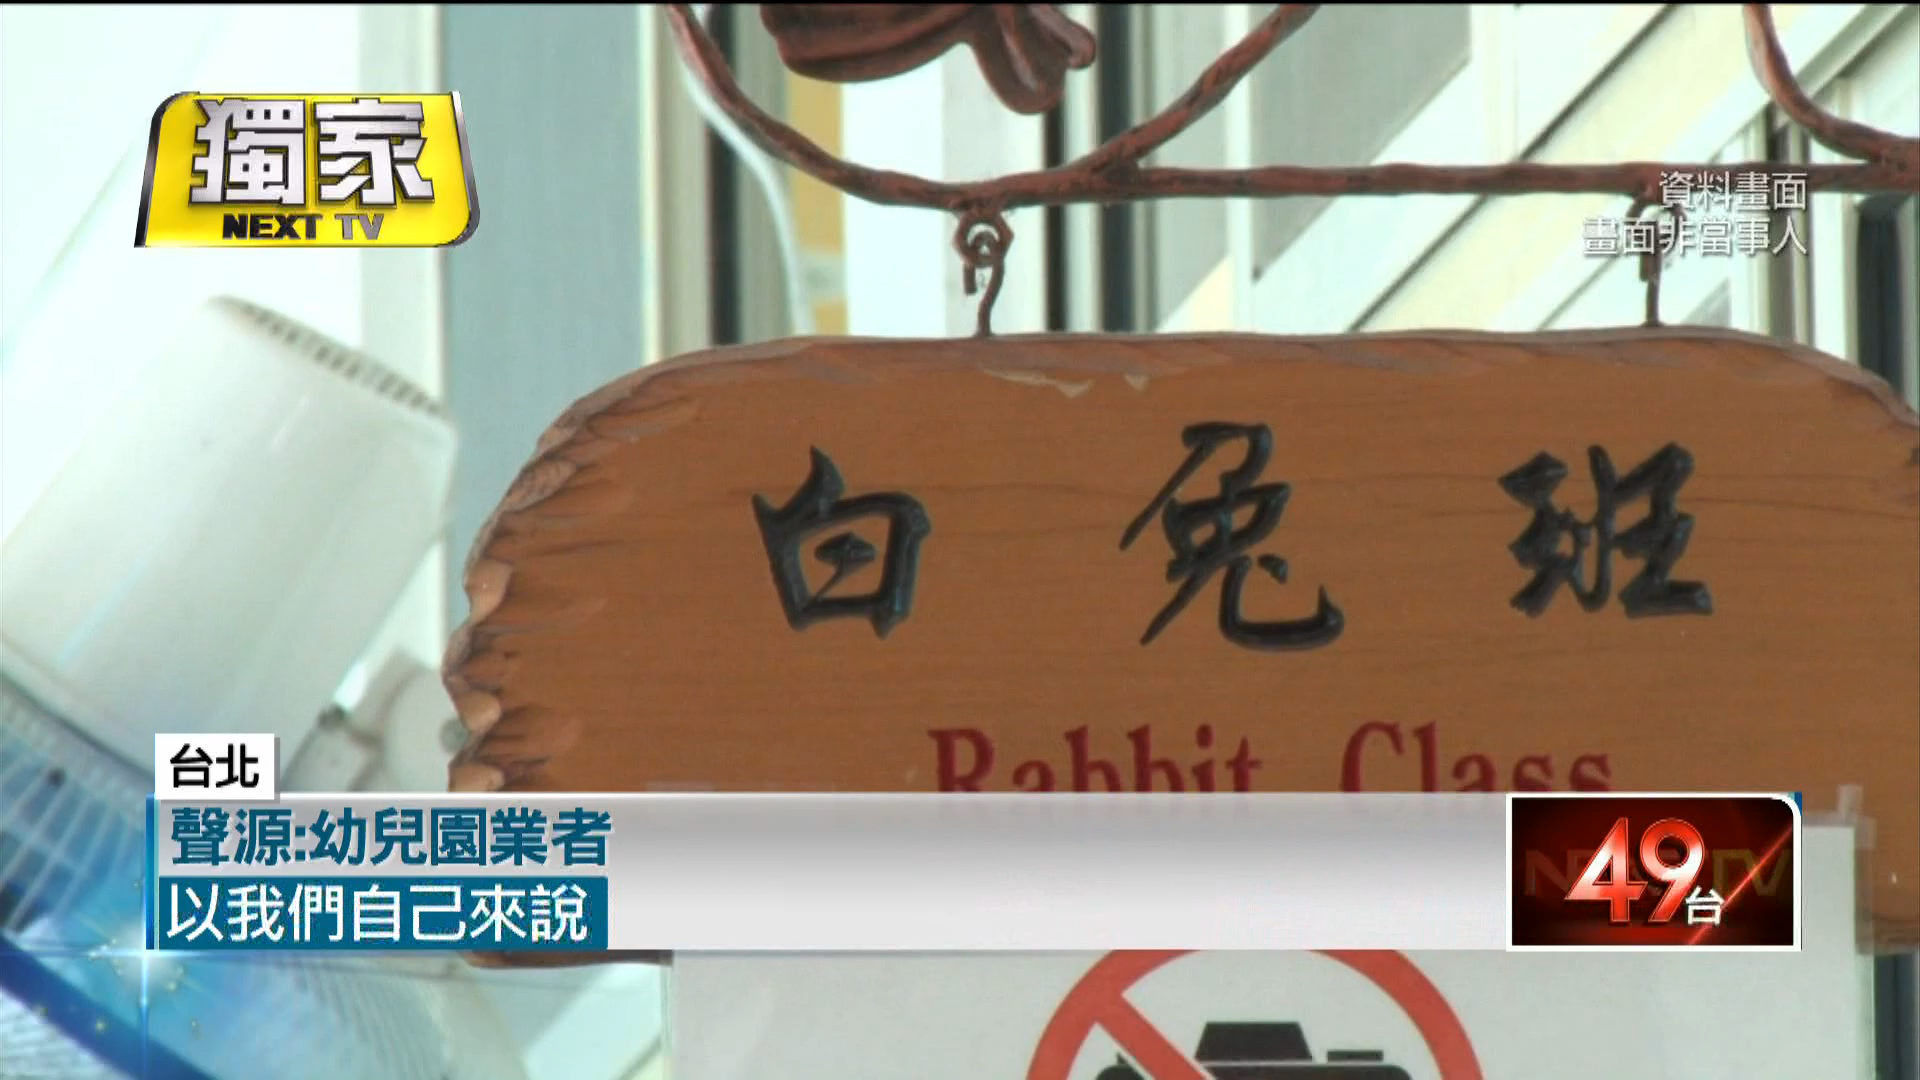 獨家
NEXT TV
資料畫面
畫面非當事人
白兔班
Rabbit Class
台北
聲源:幼兒園業者
以我們自己來說
49台
NEXT TV